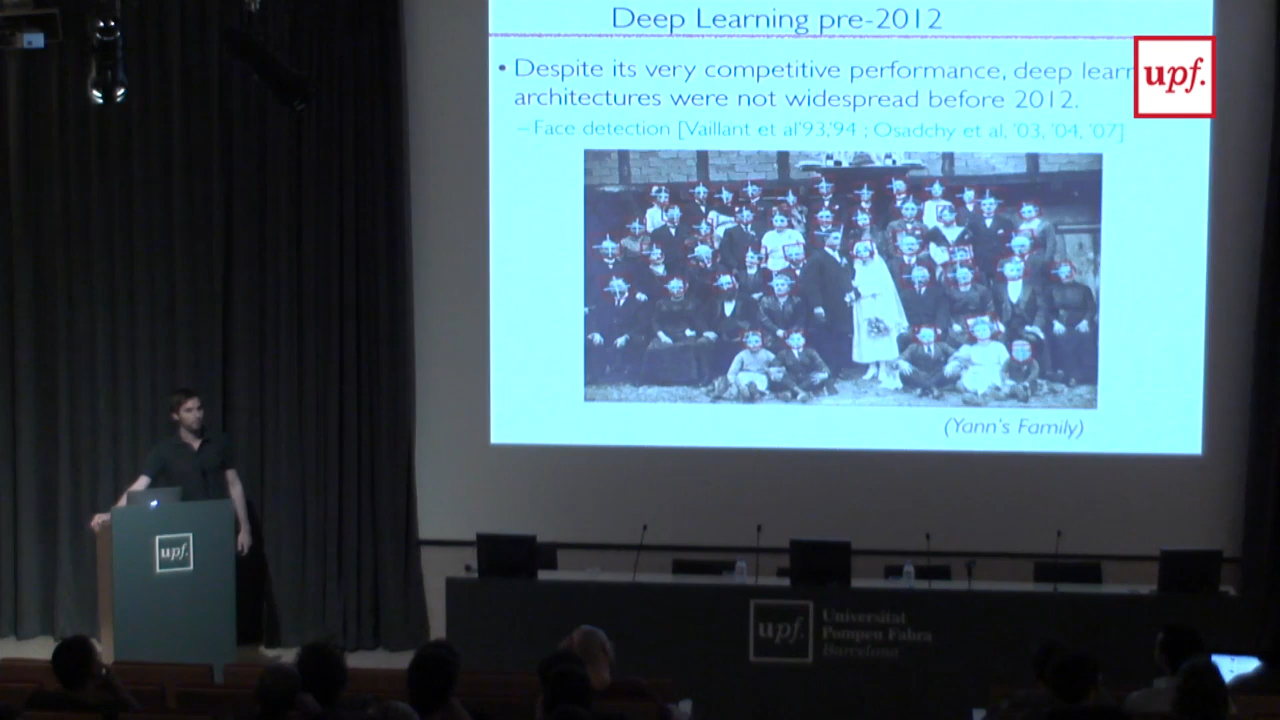 Deep Learning pre-2012
• Despite its very competitive performance, deep learn
architectures were not widespread before 2012.
– Face detection [Vaillant et al'93,'94 ; Osadchy et al, '03, '04, '07]
(Yann's Family)
upf.
upf.
upf.
Universitat
Pompeu Fabra
Barcelona